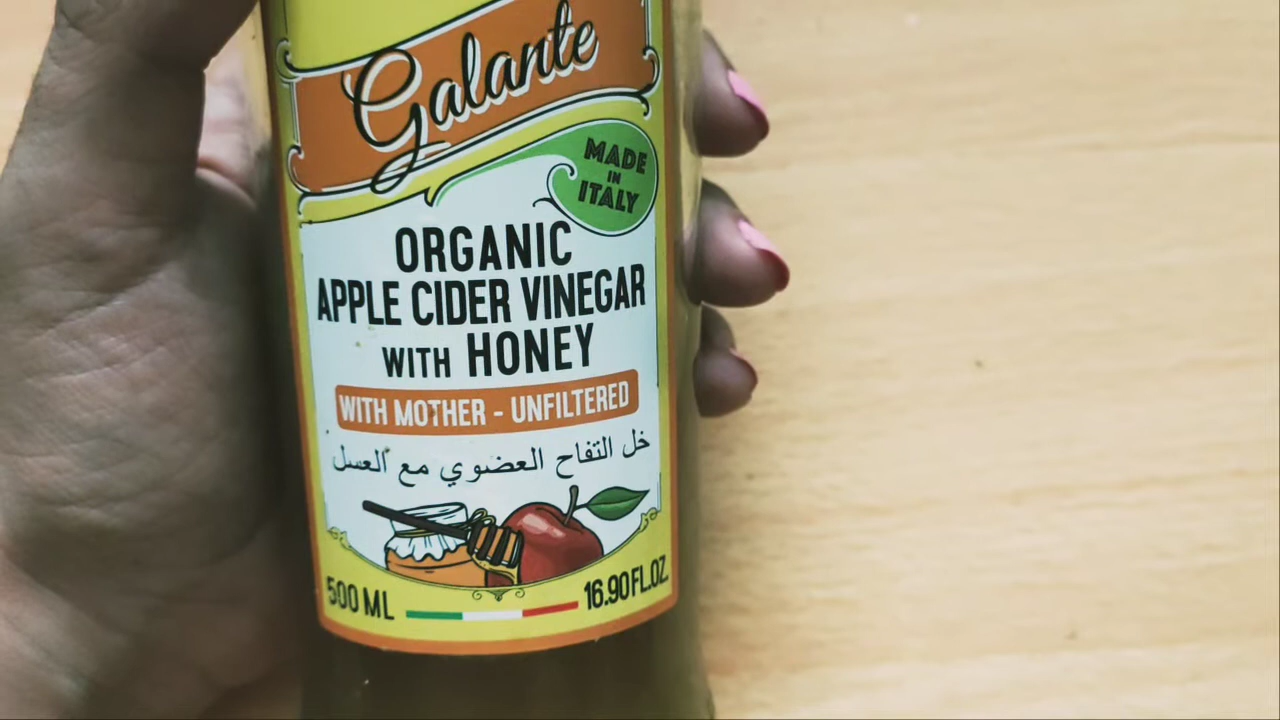 Galante
MADE
IN
ITALY
ORGANIC
APPLE CIDER VINEGAR
WITH HONEY
WITH MOTHER - UNFILTERED
خل التفاح العضوي مع العسل
500 ML
16.90FL.OZ.